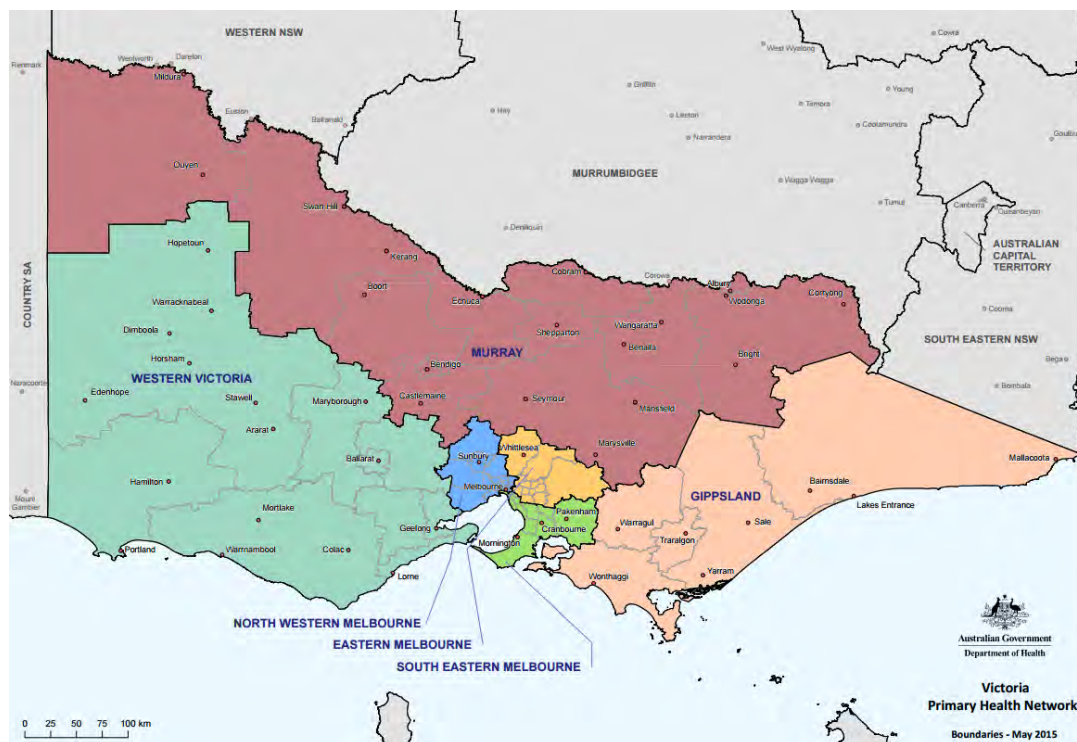 WESTERN NSW
Cowra
West Wyalong
Renmark
Wentworth
Dareton
Mildura
Griffith
Young
Hay
Temora
Euston
Leeton
Cootamundra
Balranald
Narrandera
Goulburn
Ouyen
MURRUMBIDGEE
Wagga Wagga
Swan Hill
Tumut
Canberra
Queanbeyan
Deniliquin
Hopetoun
Kerang
AUSTRALIAN
CAPITAL
TERRITORY
Cobram
Corowa
Albury
Boort
Echuca
Wodonga
Corryong
COUNTRY SA
Warracknabeal
Cooma
Dimboola
Shepparton
Wangaratta
SOUTH EASTERN NSW
Benalla
MURRAY
Horsham
Bendigo
Bright
Bega
WESTERN VICTORIA
Naracoorte
Bombala
Edenhope
Stawell
Maryborough
Castlemaine
Seymour
Mansfield
Ararat
Whittlesea
Marysville
Ballarat
Sunbury
Mallacoota
Hamilton
Melbourne
Bairnsdale
Mount
Gambier
GIPPSLAND
Lakes Entrance
Mortlake
Pakenham
Geelong
Cranbourne
Warragul
Sale
Mornington
Traralgon
Portland
Warrnambool
Colac
Lorne
Yarram
Wonthaggi
NORTH WESTERN MELBOURNE
EASTERN MELBOURNE
SOUTH EASTERN MELBOURNE
Australian Government
Department of Health
Victoria
Primary Health Network
0 25 50 75 100 km
Boundaries - May 2015